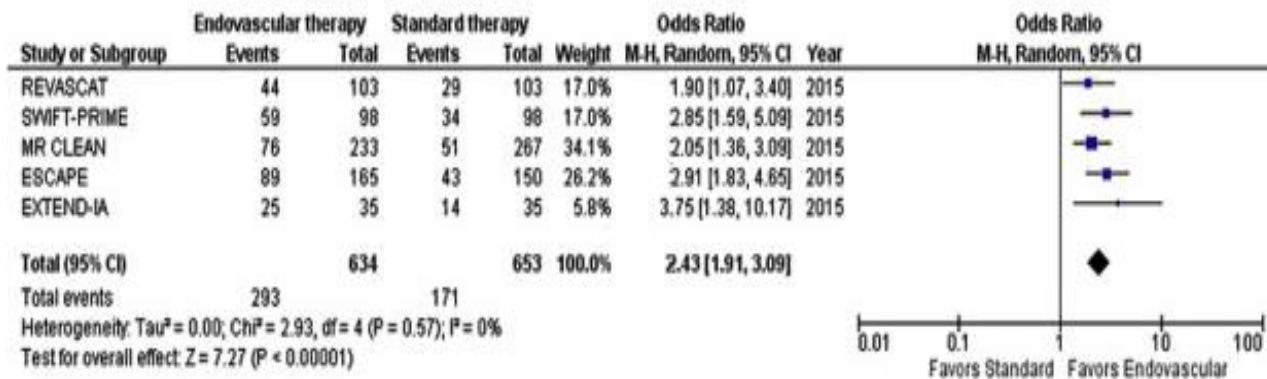 Endovascular therapy Standard therapy Odds Ratio Odds Ratio
Study or Subgroup Events Total Events Total Weight M-H, Random, 95% CI Year M-H, Random, 95% CI
REVASCAT 44 103 29 103 17.0% 1.90 [1.07, 3.40] 2015
SWIFT-PRIME 59 98 34 98 17.0% 2.85 [1.59, 5.09] 2015
MR CLEAN 76 233 51 267 34.1% 2.05 [1.36, 3.09] 2015
ESCAPE 89 165 43 150 26.2% 2.91 [1.83, 4.65] 2015
EXTEND-IA 25 35 14 35 5.8% 3.75 [1.38, 10.17] 2015
Total (95% CI) 634 653 100.0% 2.43 [1.91, 3.09]
Total events 293 171
Heterogeneity: Tau² = 0.00; Chi² = 2.93, df = 4 (P = 0.57); I² = 0%
Test for overall effect: Z = 7.27 (P < 0.00001)
0.01 0.1 1 10 100
Favors Standard Favors Endovascular